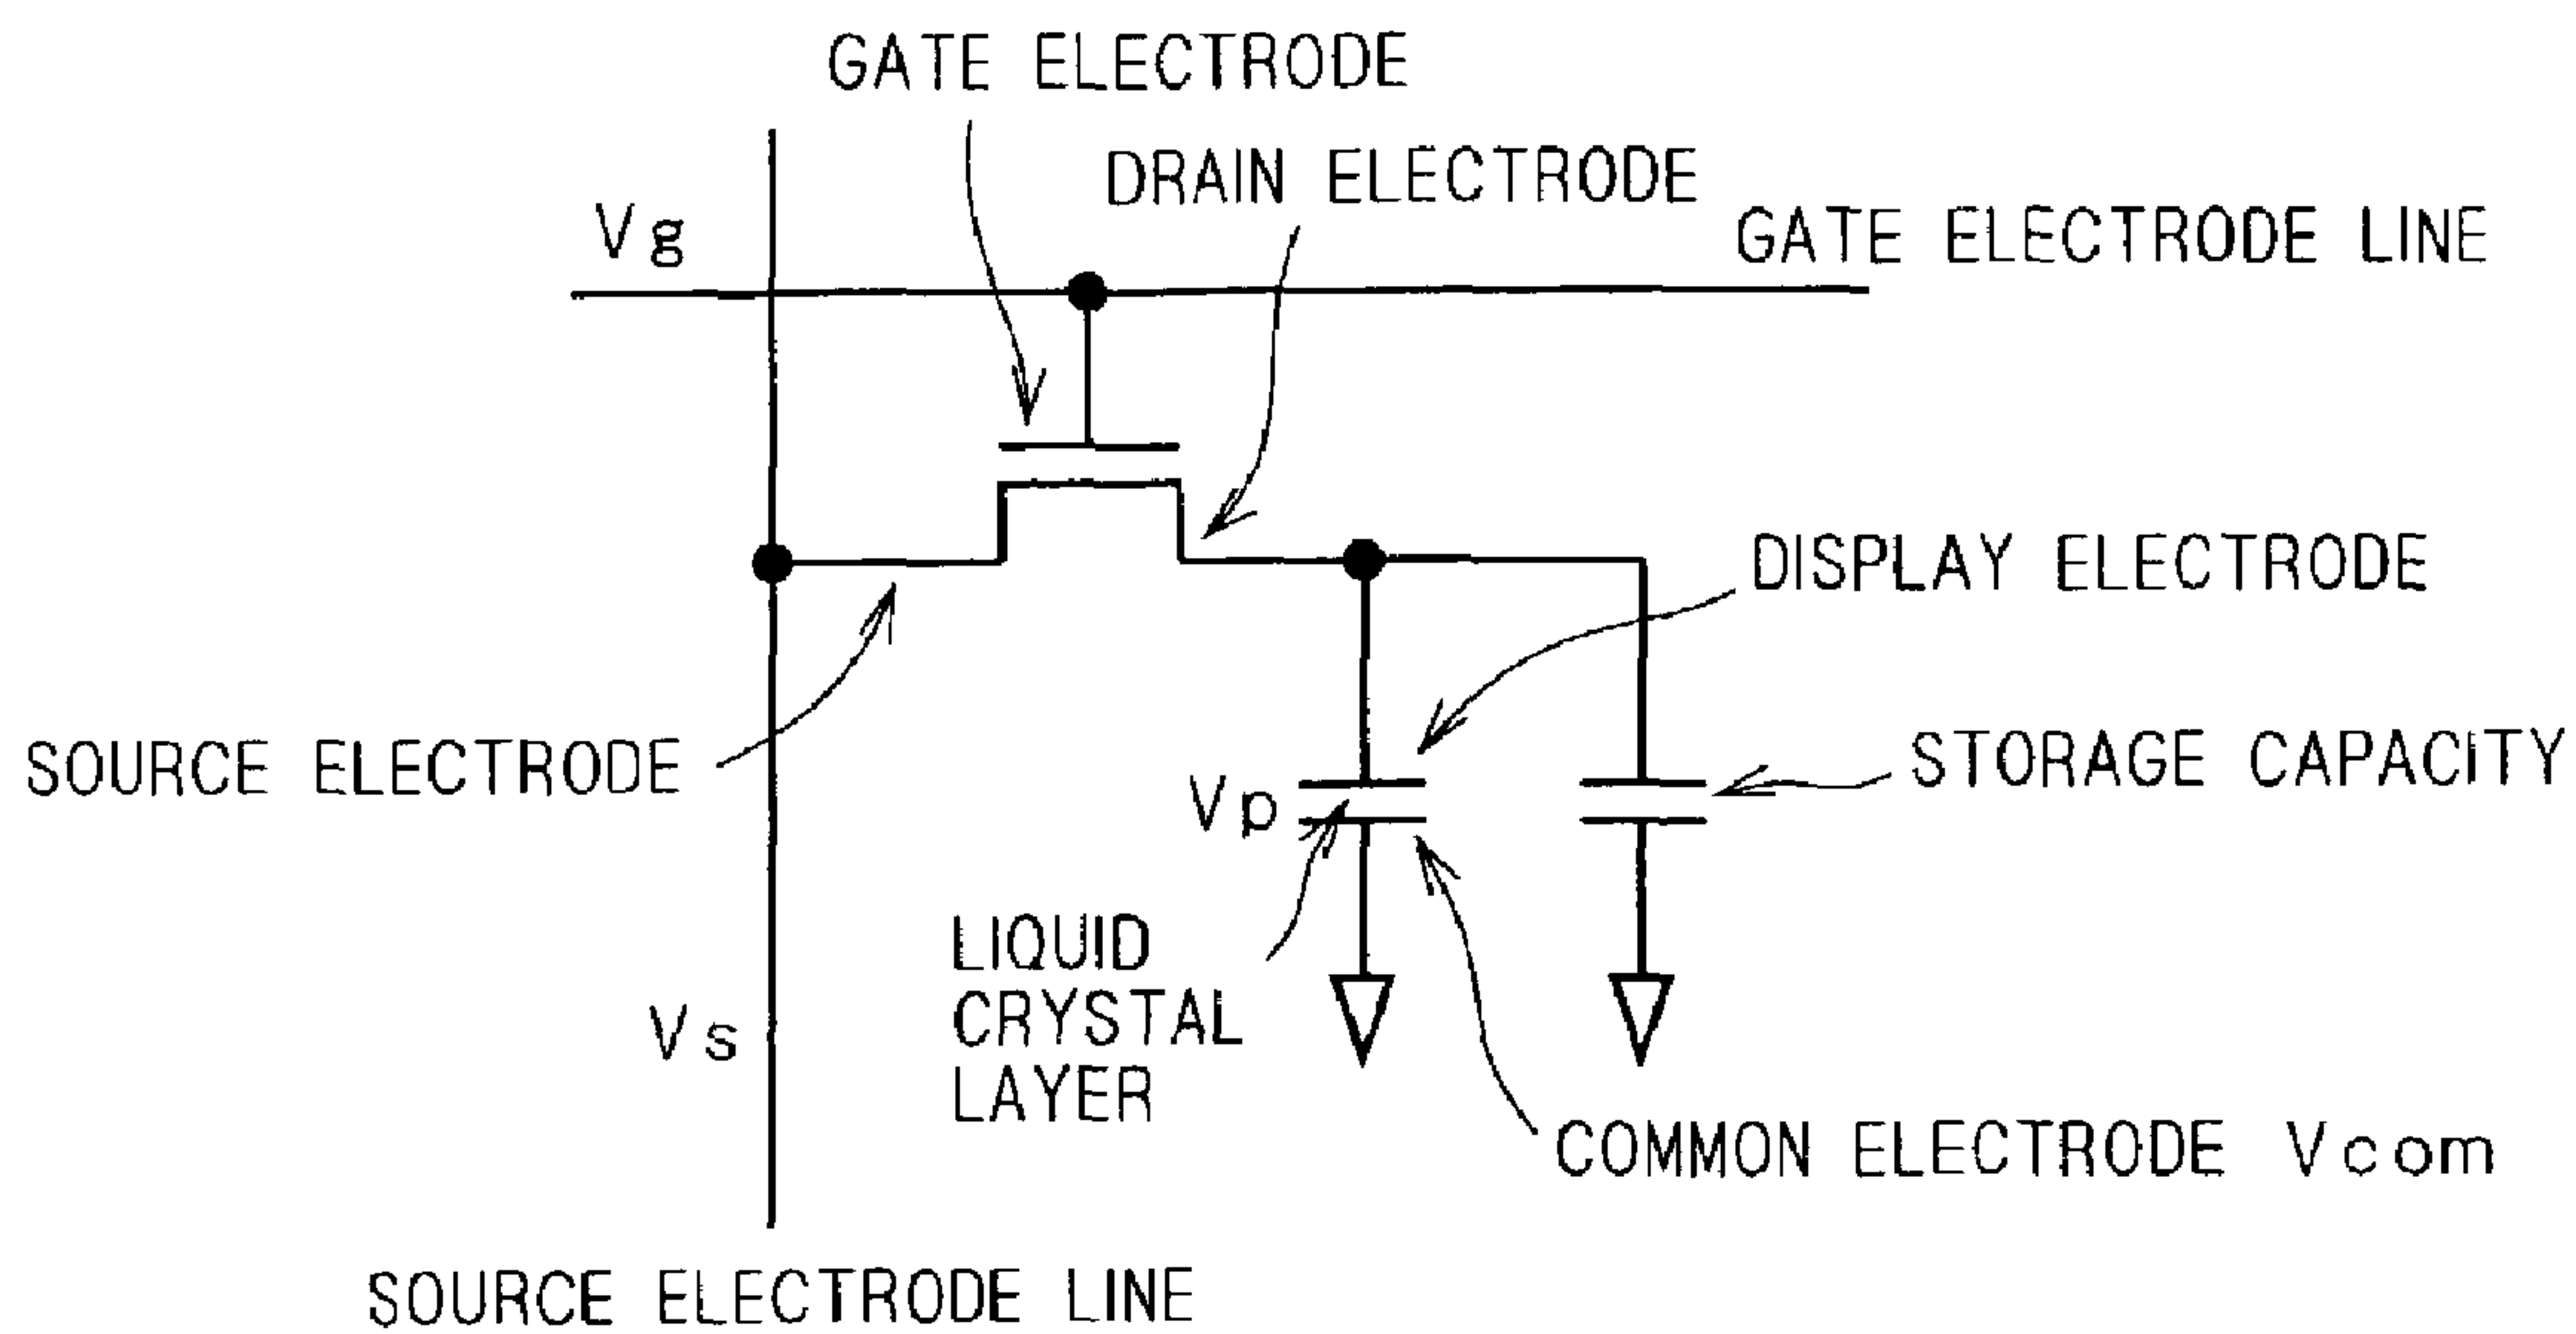 GATE ELECTRODE
DRAIN ELECTRODE
Vg
GATE ELECTRODE LINE
DISPLAY ELECTRODE
SOURCE ELECTRODE
STORAGE CAPACITY
Vp
LIQUID
CRYSTAL
LAYER
Vs
COMMON ELECTRODE Vcom
SOURCE ELECTRODE LINE